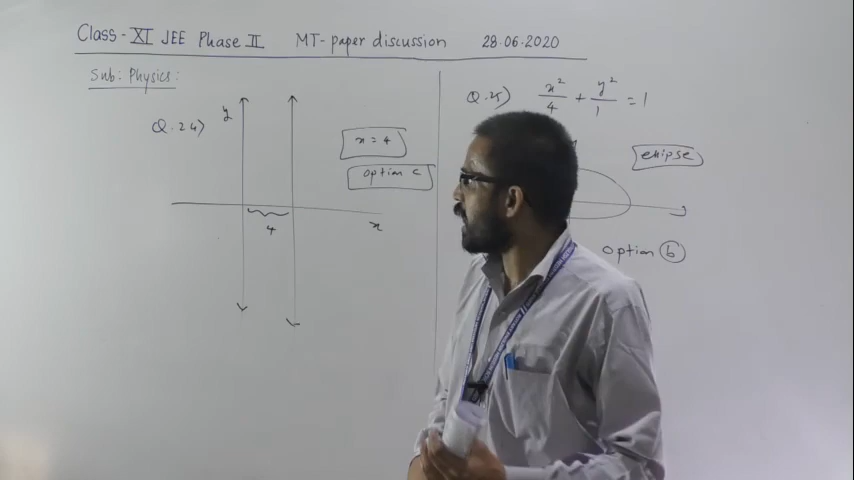 Class - XI JEE Phase II MT- paper discussion 28.06.2020
Sub: Physics:
Q. 24)
y
x = 4
option c
4
x
Q. 25) x²/4 + y²/1 = 1
ellipse
option b